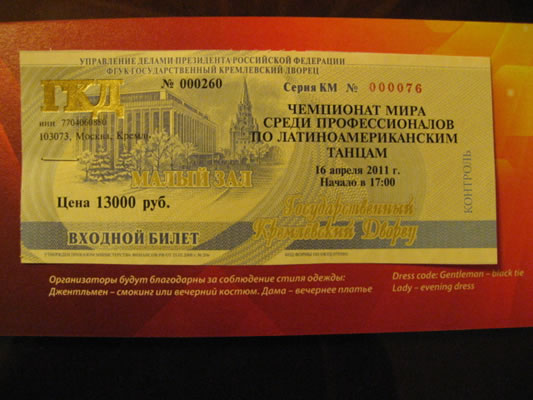 УПРАВЛЕНИЕ ДЕЛАМИ ПРЕЗИДЕНТА РОССИЙСКОЙ ФЕДЕРАЦИИ
ФГУК ГОСУДАРСТВЕННЫЙ КРЕМЛЕВСКИЙ ДВОРЕЦ
ГКД
№ 000260
Серия КМ № 000076
ИНН 7704060880
103073, Москва, Кремль
ЧЕМПИОНАТ МИРА
СРЕДИ ПРОФЕССИОНАЛОВ
ПО ЛАТИНОАМЕРИКАНСКИМ
ТАНЦАМ
16 апреля 2011 г.
Начало в 17:00
МАЛЫЙ ЗАЛ
Цена 13000 руб.
Государственный
Кремлёвский Дворец
ВХОДНОЙ БИЛЕТ
КОНТРОЛЬ
Организаторы будут благодарны за соблюдение стиля одежды:
Джентльмен – смокинг или вечерний костюм. Дама – вечернее платье
Dress code: Gentleman – black tie
Lady – evening dress